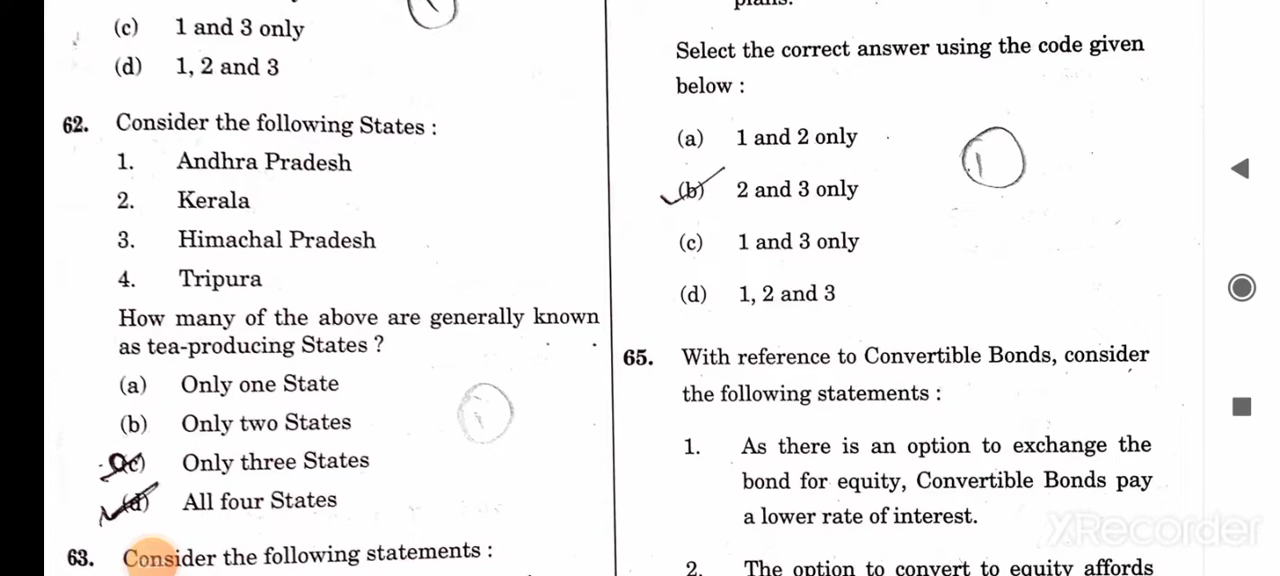 (c) 1 and 3 only
(d) 1, 2 and 3
62. Consider the following States :
1. Andhra Pradesh
2. Kerala
3. Himachal Pradesh
4. Tripura
How many of the above are generally known
as tea-producing States ?
(a) Only one State
(b) Only two States
(c) Only three States
(d) All four States
63. Consider the following statements :
plans.
Select the correct answer using the code given
below :
(a) 1 and 2 only
(b) 2 and 3 only
(c) 1 and 3 only
(d) 1, 2 and 3
65. With reference to Convertible Bonds, consider
the following statements :
1. As there is an option to exchange the
bond for equity, Convertible Bonds pay
a lower rate of interest.
2. The option to convert to equity affords
XRecorder